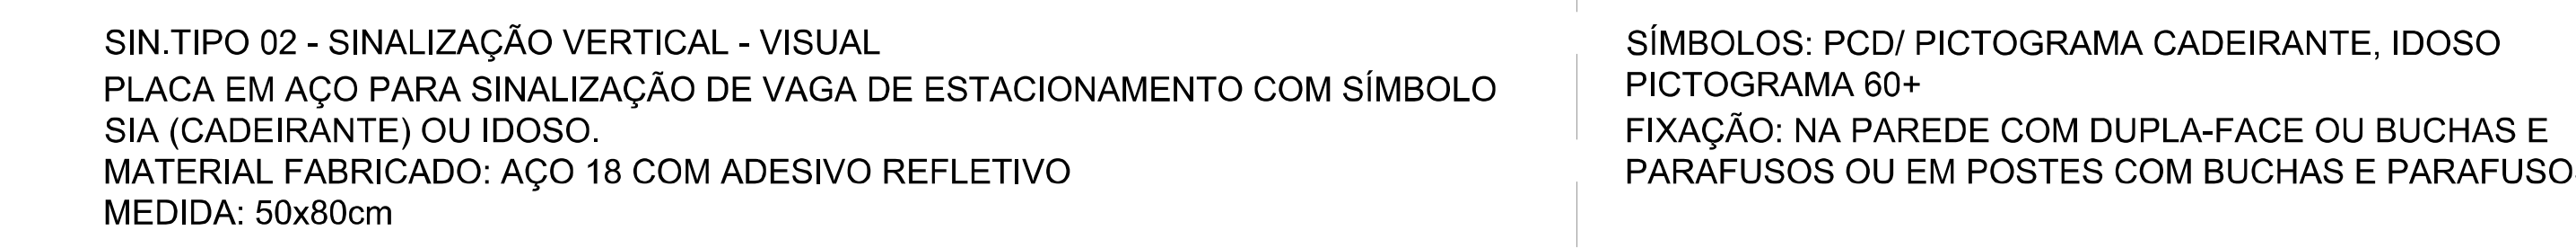 SIN.TIPO 02 - SINALIZAÇÃO VERTICAL - VISUAL
PLACA EM AÇO PARA SINALIZAÇÃO DE VAGA DE ESTACIONAMENTO COM SÍMBOLO
SIA (CADEIRANTE) OU IDOSO.
MATERIAL FABRICADO: AÇO 18 COM ADESIVO REFLETIVO
MEDIDA: 50x80cm
SÍMBOLOS: PCD/ PICTOGRAMA CADEIRANTE, IDOSO
PICTOGRAMA 60+
FIXAÇÃO: NA PAREDE COM DUPLA-FACE OU BUCHAS E
PARAFUSOS OU EM POSTES COM BUCHAS E PARAFUSO